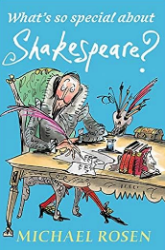 What's so special about
Shakespeare?
MICHAEL ROSEN